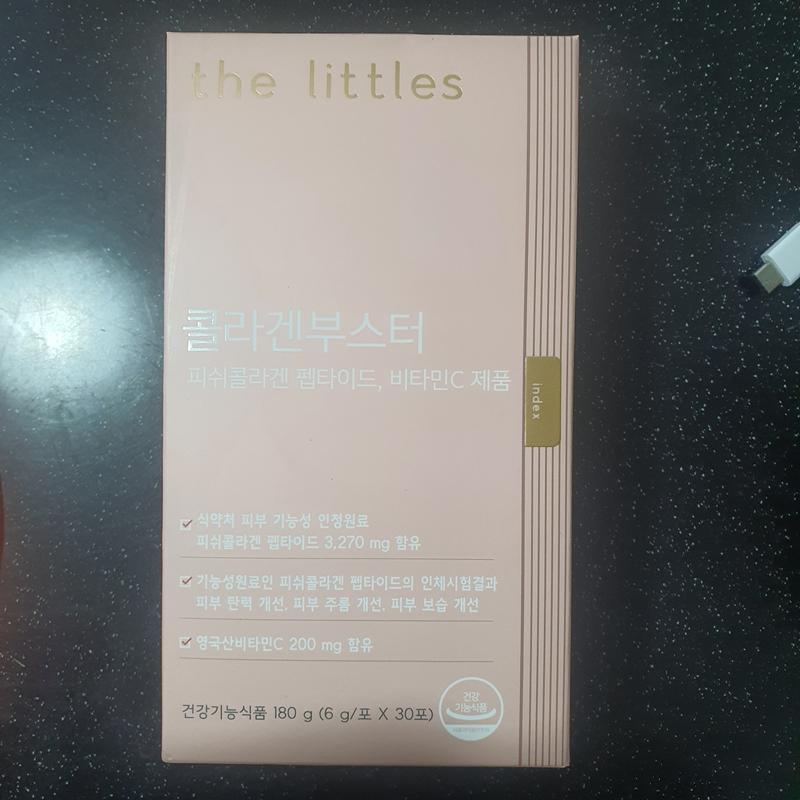 the littles
콜라겐부스터
피쉬콜라겐 펩타이드, 비타민C 제품
index
식약처 피부 기능성 인정원료
피쉬콜라겐 펩타이드 3,270 mg 함유
기능성원료인 피쉬콜라겐 펩타이드의 인체시험결과
피부 탄력 개선, 피부 주름 개선, 피부 보습 개선
영국산비타민C 200 mg 함유
건강기능식품 180 g (6 g/포 X 30포)
건강
기능식품